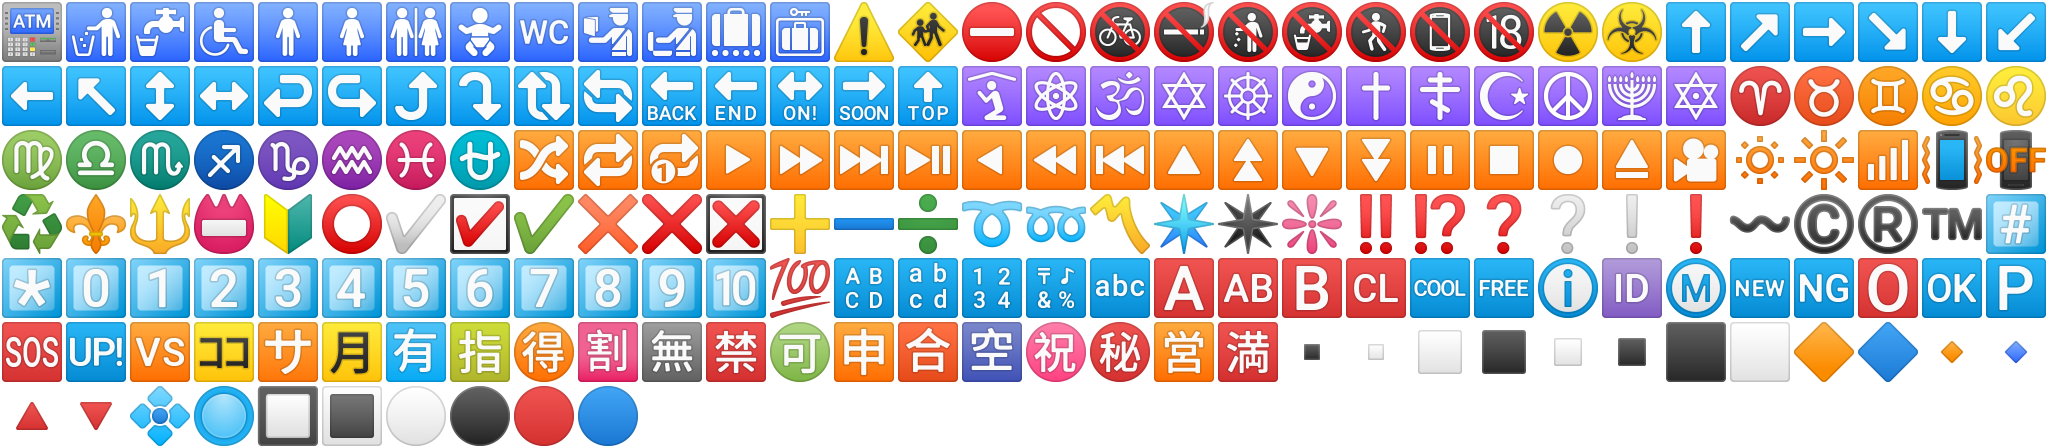 ATM WC 18
BACK END ON! SOON TOP
1 OFF
© ® TM #
* 0 1 2 3 4 5 6 7 8 9 10 100 A B C D a b c d 1 2 3 4 〒 ♪ & % abc A AB B CL COOL FREE i ID M NEW NG O OK P
SOS UP! VS ココ サ 月 有 指 得 割 無 禁 可 申 合 空 祝 秘 営 満